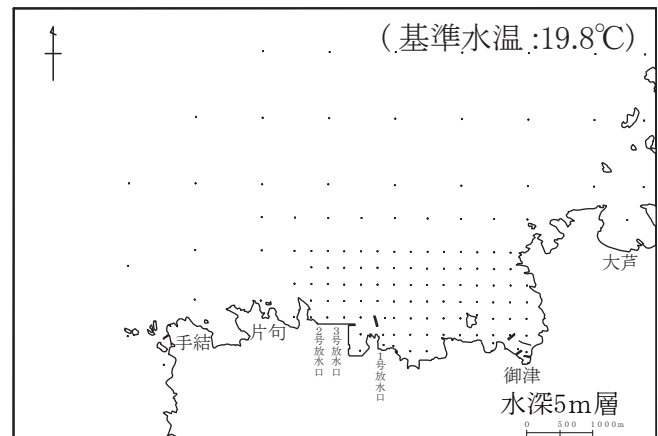 (基準水温:19.8℃)
大芦
手結
片句
2号放水口
3号放水口
1号放水口
御津
水深5m層
0 500 1000m